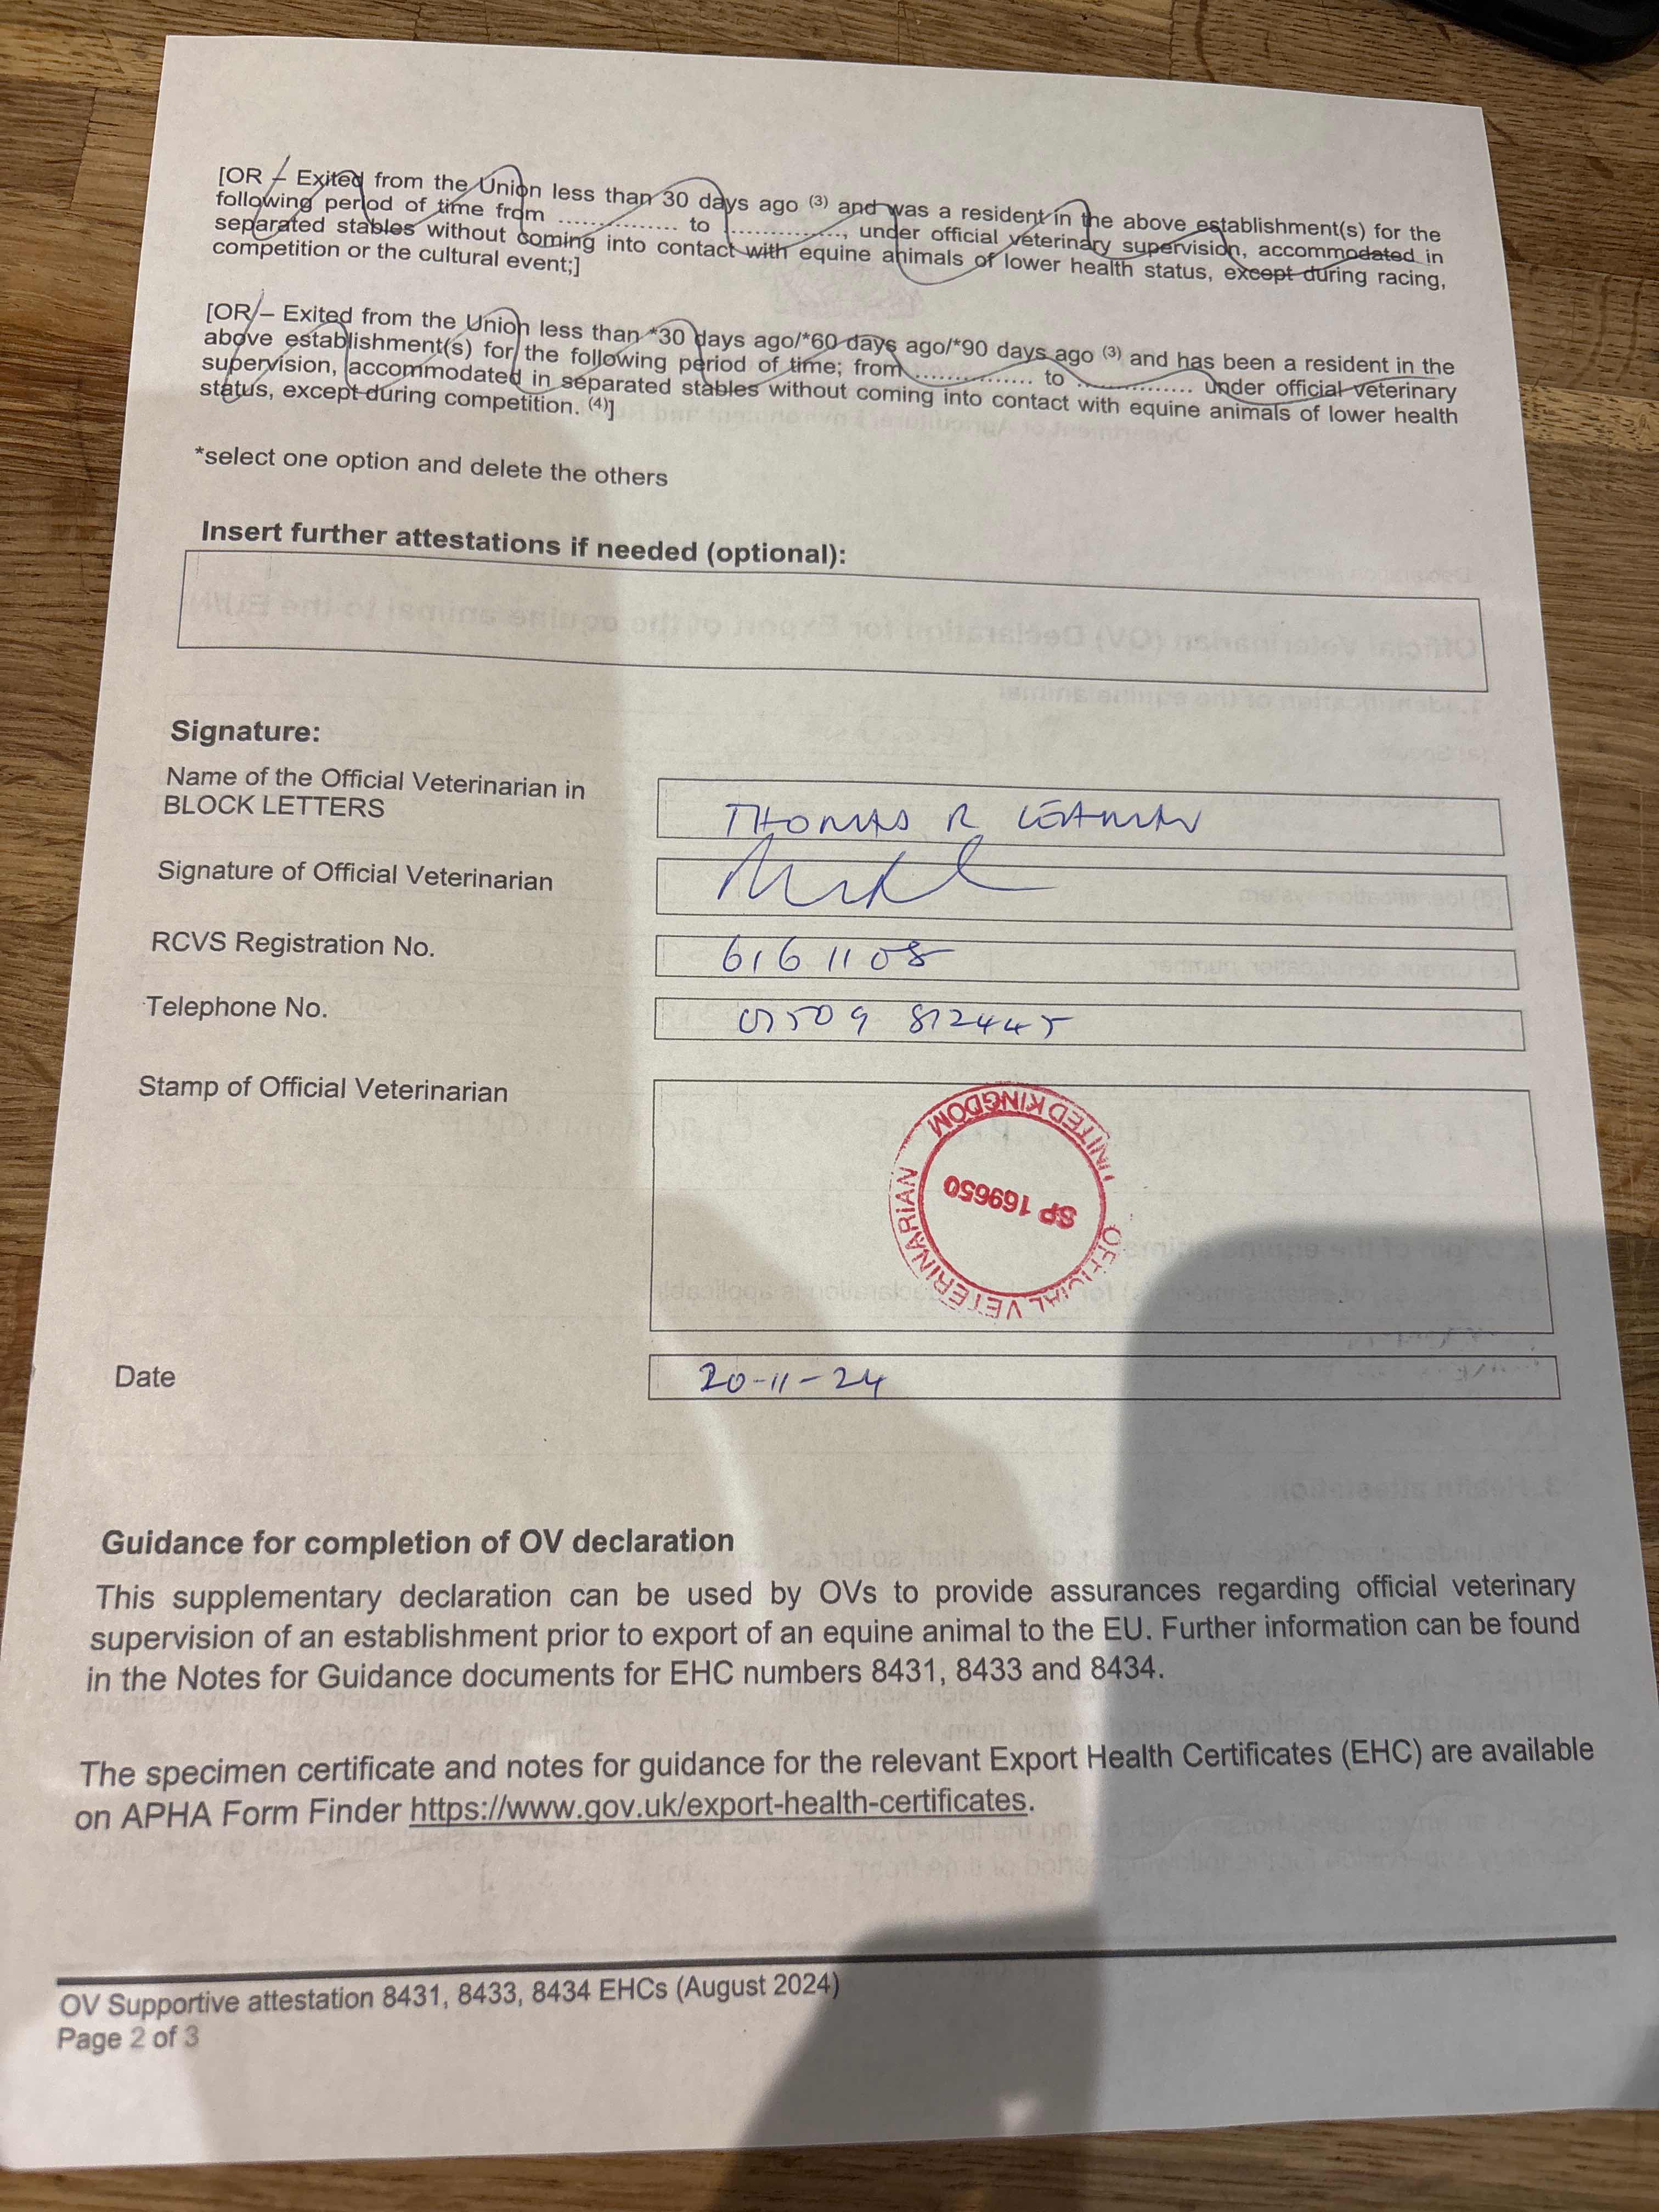 [OR – Exited from the Union less than 30 days ago (3) and was a resident in the above establishment(s) for the
following period of time from .................. to ................., under official veterinary supervision, accommodated in
separated stables without coming into contact with equine animals of lower health status, except during racing,
competition or the cultural event;]
[OR – Exited from the Union less than *30 days ago/*60 days ago/*90 days ago (3) and has been a resident in the
above establishment(s) for the following period of time; from ................. to ................. under official veterinary
supervision, accommodated in separated stables without coming into contact with equine animals of lower health
status, except during competition. (4)]
*select one option and delete the others
Insert further attestations if needed (optional):
Signature:
Name of the Official Veterinarian in
BLOCK LETTERS
THOMAS R LEAMAN
Signature of Official Veterinarian
RCVS Registration No.
6161108
Telephone No.
01509 812445
Stamp of Official Veterinarian
UNITED KINGDOM
SP 169650
OFFICIAL VETERINARIAN
Date
20-11-24
Guidance for completion of OV declaration
This supplementary declaration can be used by OVs to provide assurances regarding official veterinary
supervision of an establishment prior to export of an equine animal to the EU. Further information can be found
in the Notes for Guidance documents for EHC numbers 8431, 8433 and 8434.
The specimen certificate and notes for guidance for the relevant Export Health Certificates (EHC) are available
on APHA Form Finder https://www.gov.uk/export-health-certificates.
OV Supportive attestation 8431, 8433, 8434 EHCs (August 2024)
Page 2 of 3